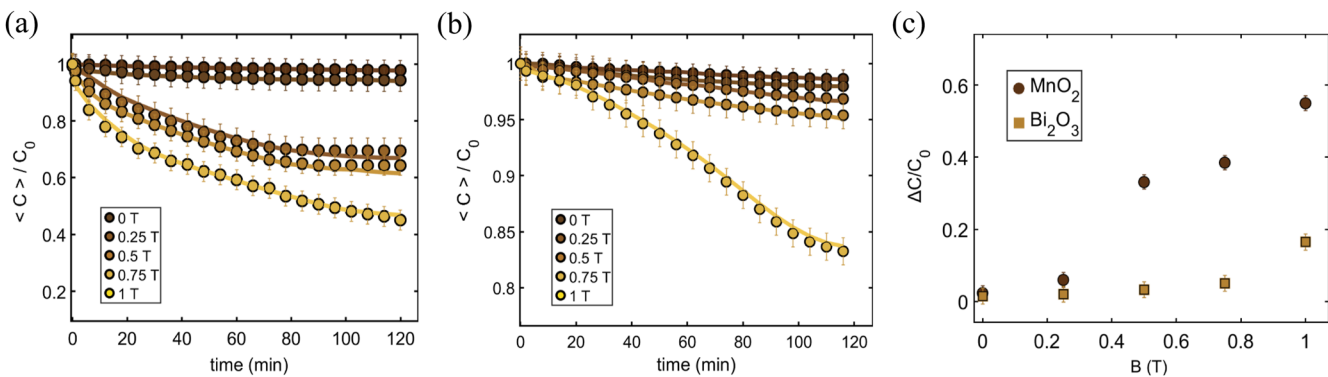 (a)
< C > / C0
1
0.8
0.6
0.4
0.2
0 T
0.25 T
0.5 T
0.75 T
1 T
0 20 40 60 80 100 120
time (min)
(b)
< C > / C0
1
0.95
0.9
0.85
0.8
0 T
0.25 T
0.5 T
0.75 T
1 T
0 20 40 60 80 100 120
time (min)
(c)
ΔC/C0
0.6
0.4
0.2
0
MnO2
Bi2O3
0 0.2 0.4 0.6 0.8 1
B (T)